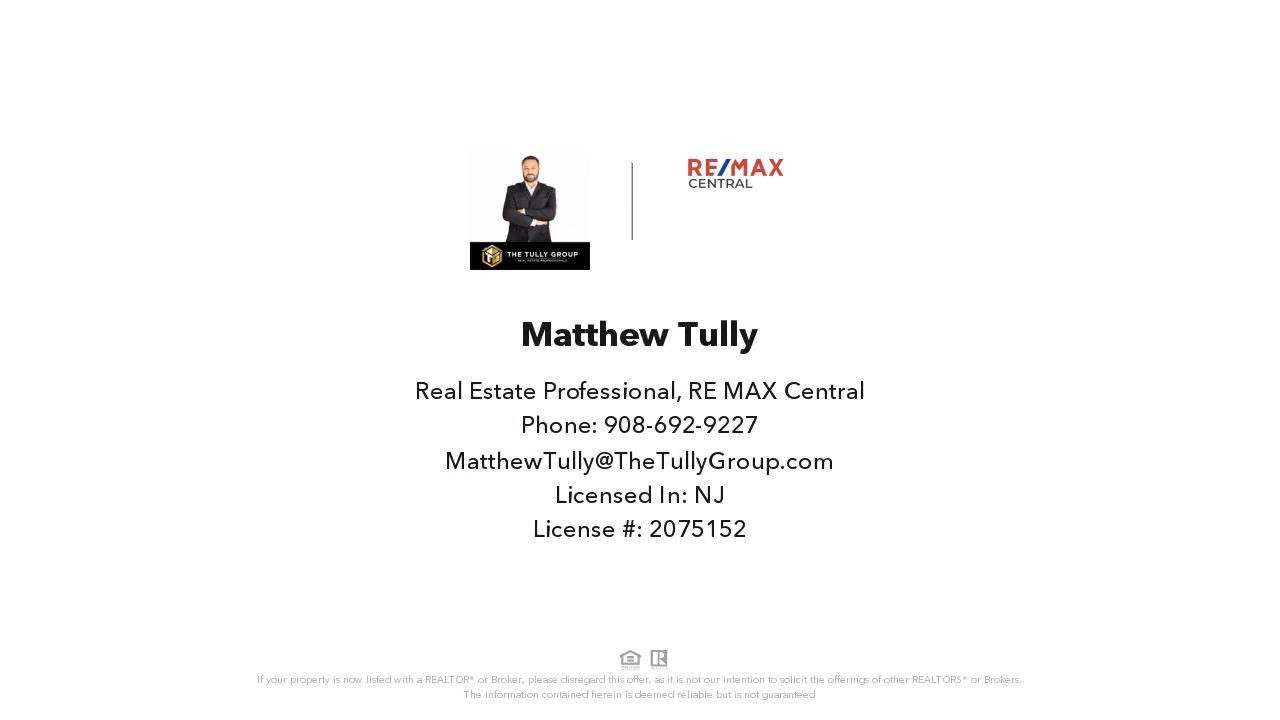 THE TULLY GROUP
REAL ESTATE PROFESSIONALS
RE/MAX
CENTRAL
Matthew Tully
Real Estate Professional, RE MAX Central
Phone: 908-692-9227
MatthewTully@TheTullyGroup.com
Licensed In: NJ
License #: 2075152
If your property is now listed with a REALTOR® or Broker, please disregard this offer, as it is not our intention to solicit the offerings of other REALTORS® or Brokers.
The information contained herein is deemed reliable but is not guaranteed